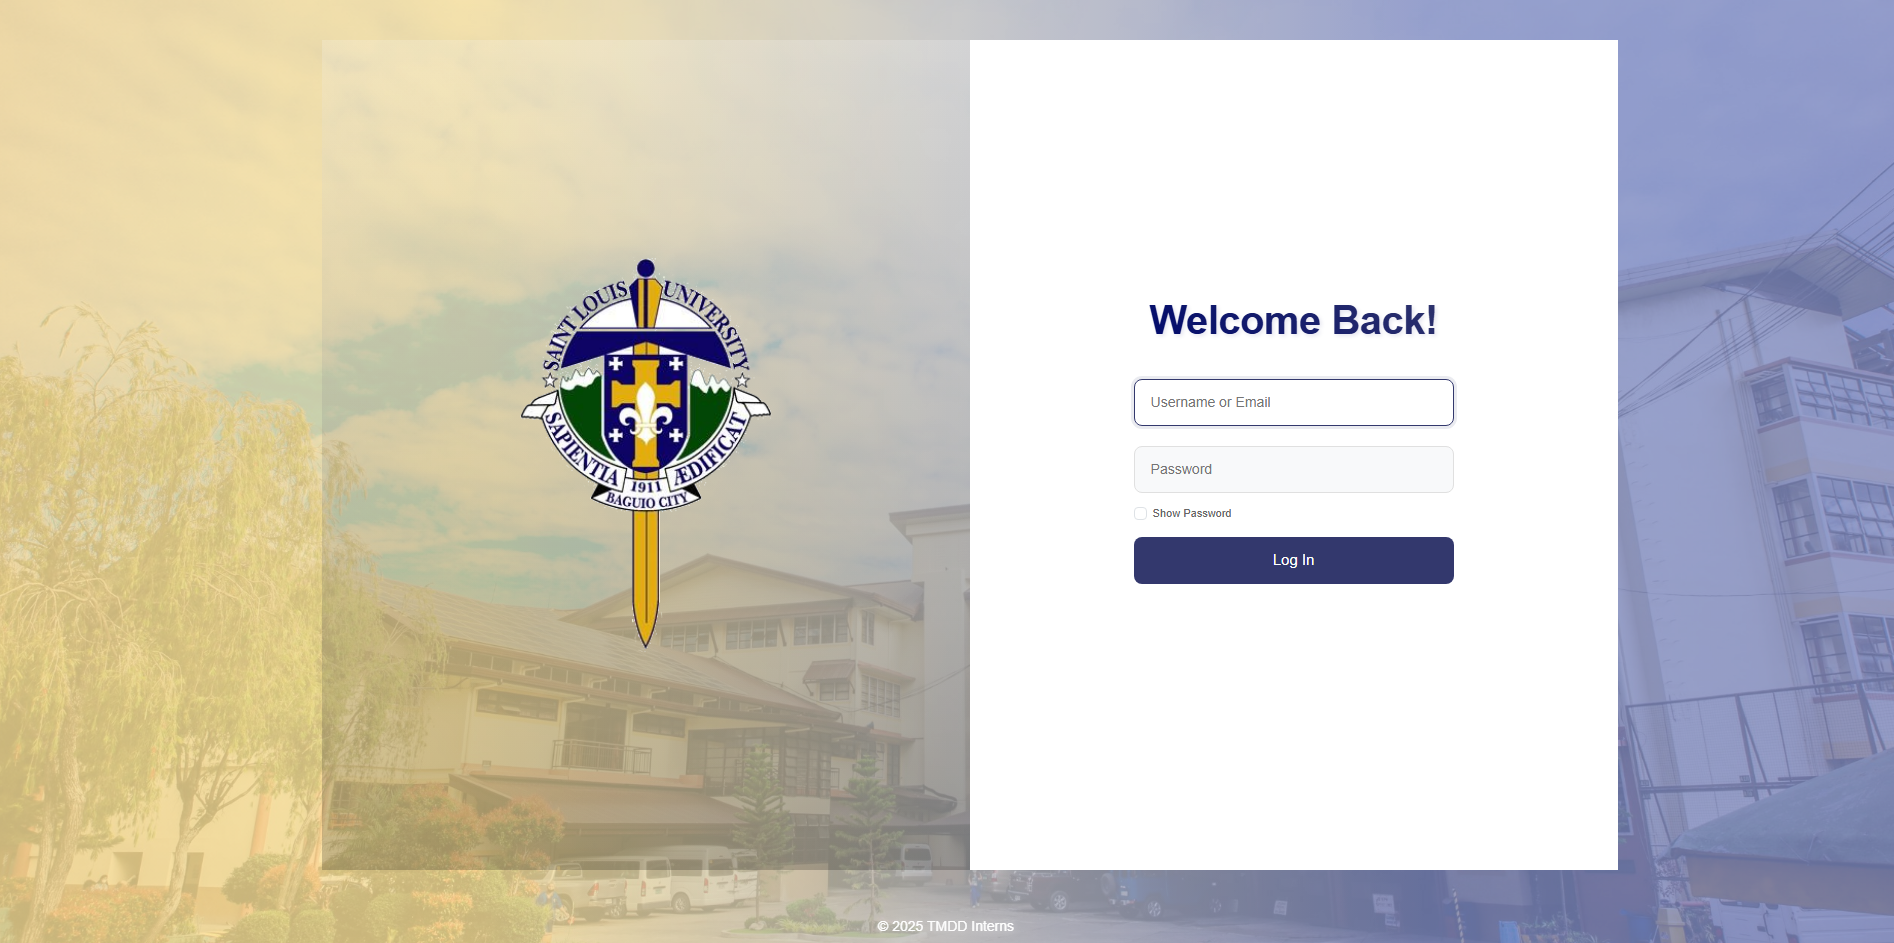 SAINT LOUIS UNIVERSITY
SAPIENTIA ÆDIFICAT
1911
BAGUIO CITY
Welcome Back!
Username or Email
Password
Show Password
Log In
© 2025 TMDD Interns